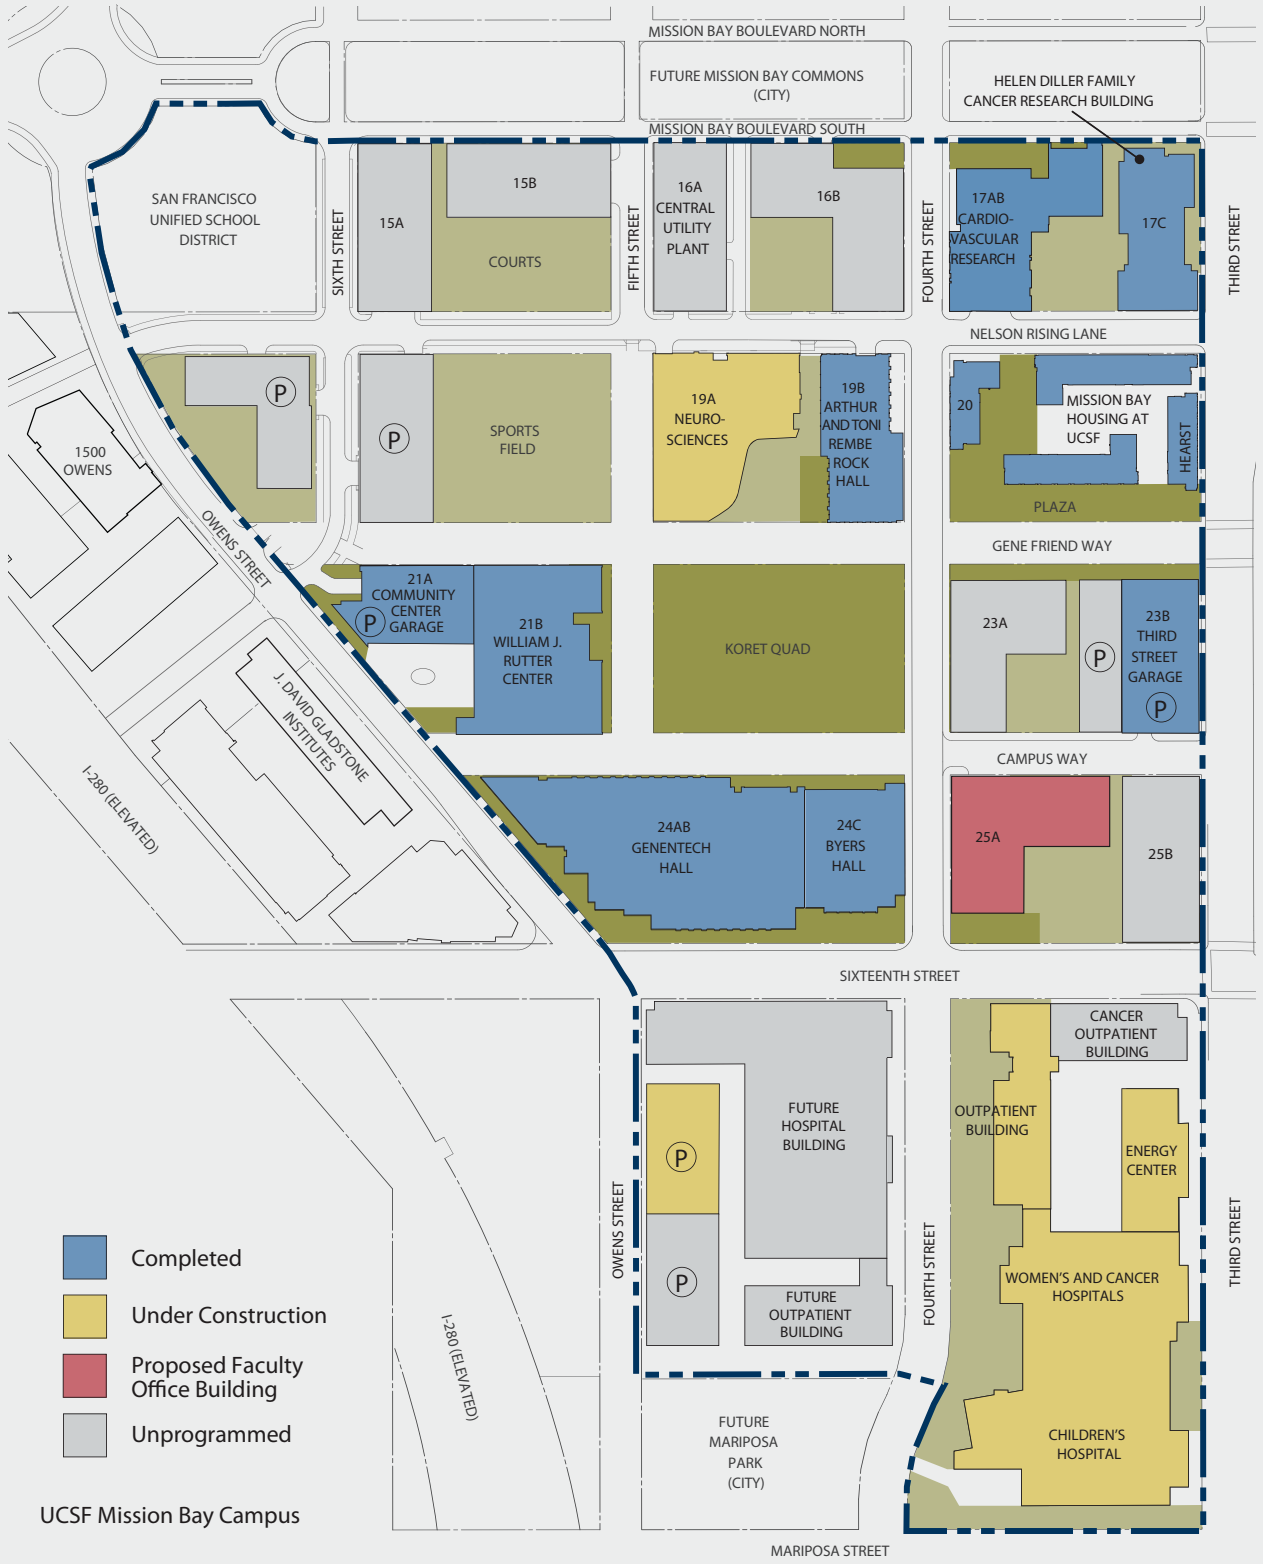 MISSION BAY BOULEVARD NORTH
FUTURE MISSION BAY COMMONS
(CITY)
HELEN DILLER FAMILY
CANCER RESEARCH BUILDING
MISSION BAY BOULEVARD SOUTH
SAN FRANCISCO
UNIFIED SCHOOL
DISTRICT
SIXTH STREET
15A
15B
COURTS
FIFTH STREET
16A
CENTRAL
UTILITY
PLANT
16B
FOURTH STREET
17AB
CARDIO-
VASCULAR
RESEARCH
17C
THIRD STREET
NELSON RISING LANE
P
P
SPORTS
FIELD
19A
NEURO-
SCIENCES
19B
ARTHUR
AND TONI
REMBE
ROCK
HALL
20
MISSION BAY
HOUSING AT
UCSF
HEARST
PLAZA
1500
OWENS
OWENS STREET
GENE FRIEND WAY
21A
COMMUNITY
CENTER
GARAGE
P
21B
WILLIAM J.
RUTTER
CENTER
KORET QUAD
23A
P
23B
THIRD
STREET
GARAGE
P
J. DAVID GLADSTONE
INSTITUTES
I-280 (ELEVATED)
CAMPUS WAY
24AB
GENENTECH
HALL
24C
BYERS
HALL
25A
25B
SIXTEENTH STREET
CANCER
OUTPATIENT
BUILDING
FUTURE
HOSPITAL
BUILDING
OUTPATIENT
BUILDING
ENERGY
CENTER
P
P
OWENS STREET
FOURTH STREET
THIRD STREET
WOMEN'S AND CANCER
HOSPITALS
FUTURE
OUTPATIENT
BUILDING
I-280 (ELEVATED)
FUTURE
MARIPOSA
PARK
(CITY)
CHILDREN'S
HOSPITAL
MARIPOSA STREET
Completed
Under Construction
Proposed Faculty
Office Building
Unprogrammed
UCSF Mission Bay Campus